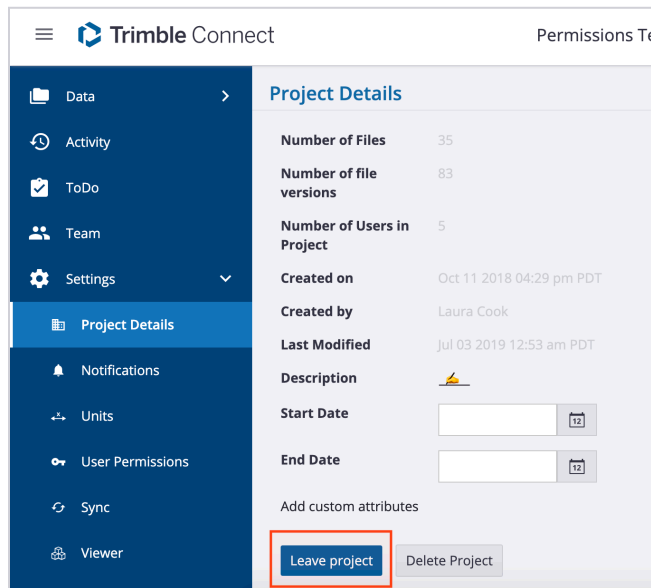 Trimble Connect
Permissions Te
Data
Activity
ToDo
Team
Settings
Project Details
Notifications
Units
User Permissions
Sync
Viewer
Project Details
Number of Files 35
Number of file 83
versions
Number of Users in 5
Project
Created on Oct 11 2018 04:29 pm PDT
Created by Laura Cook
Last Modified Jul 03 2019 12:53 am PDT
Description
Start Date 12
End Date 12
Add custom attributes
Leave project Delete Project